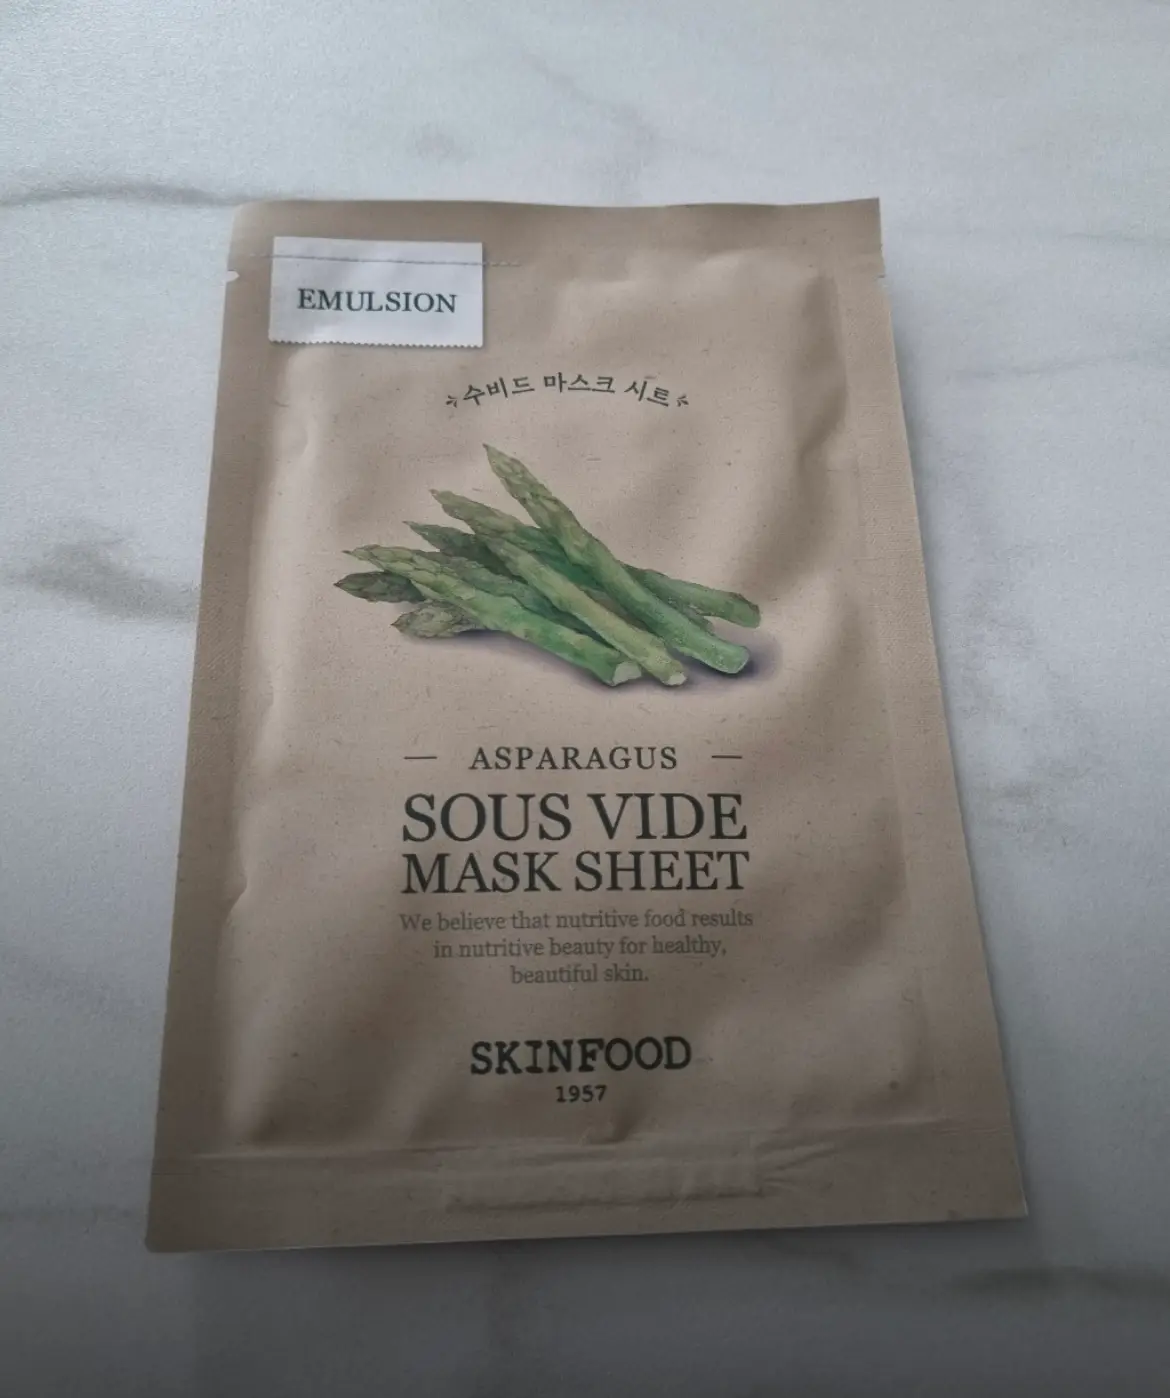 EMULSION
수비드 마스크 시트
ASPARAGUS
SOUS VIDE
MASK SHEET
We believe that nutritive food results
in nutritive beauty for healthy,
beautiful skin.
SKINFOOD
1957